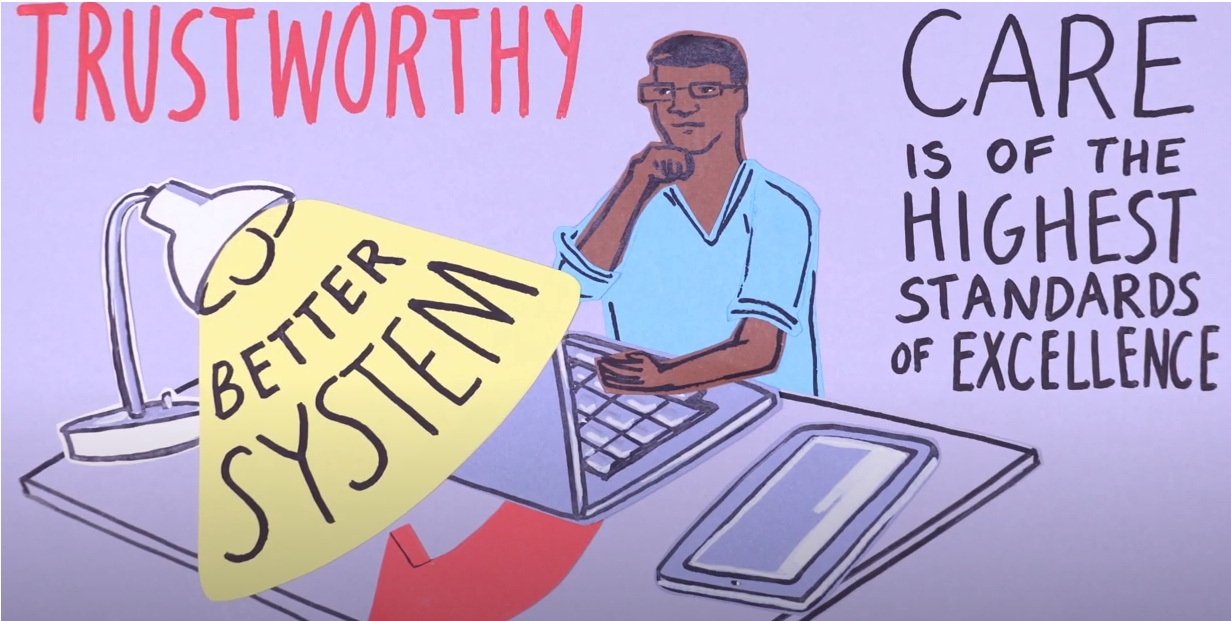 TRUSTWORTHY
CARE
IS OF THE
HIGHEST
STANDARDS
OF EXCELLENCE
BETTER
SYSTEM